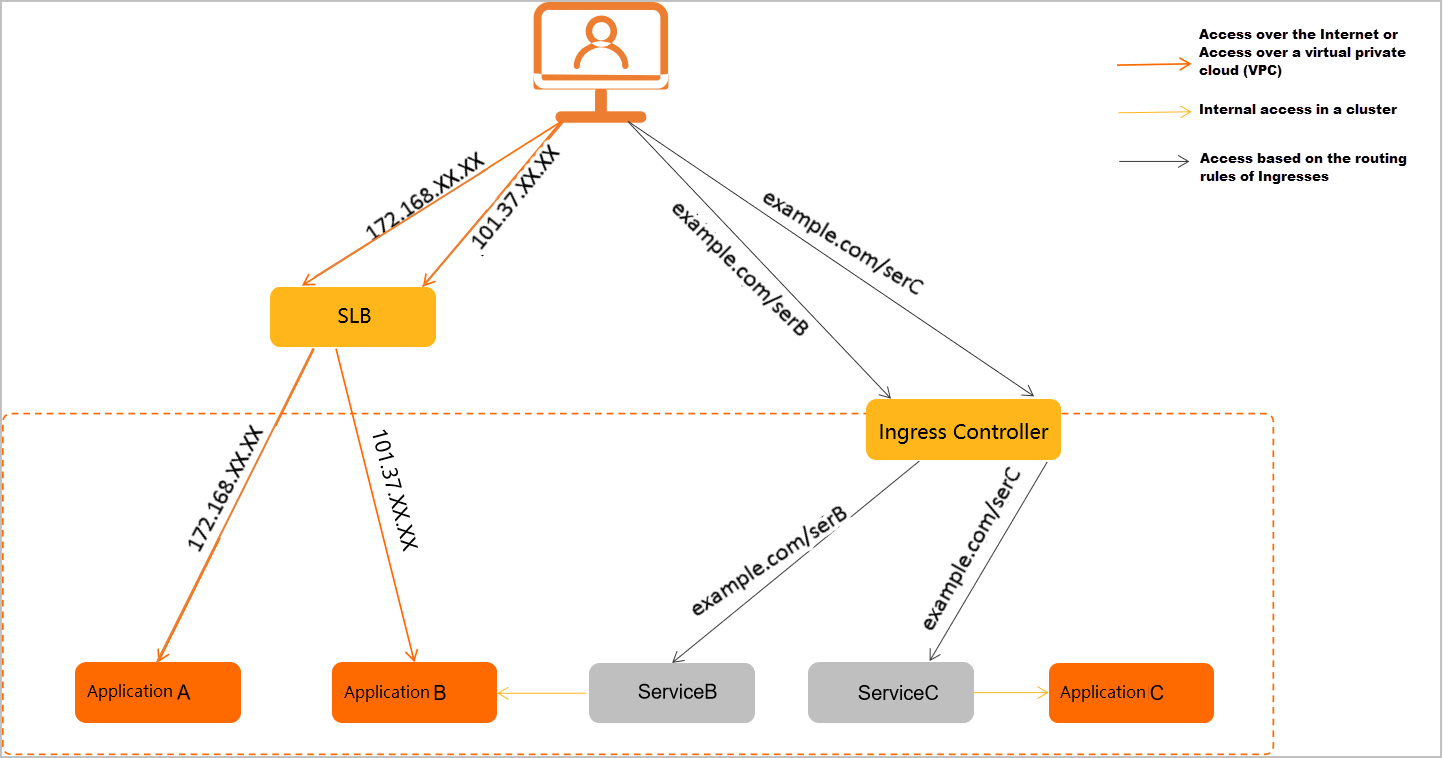 Access over the Internet or
Access over a virtual private
cloud (VPC)
Internal access in a cluster
Access based on the routing
rules of Ingresses
172.168.XX.XX
101.37.XX.XX
example.com/serB
example.com/serC
SLB
Ingress Controller
172.168.XX.XX
101.37.XX.XX
example.com/serB
example.com/serC
Application A
Application B
ServiceB
ServiceC
Application C